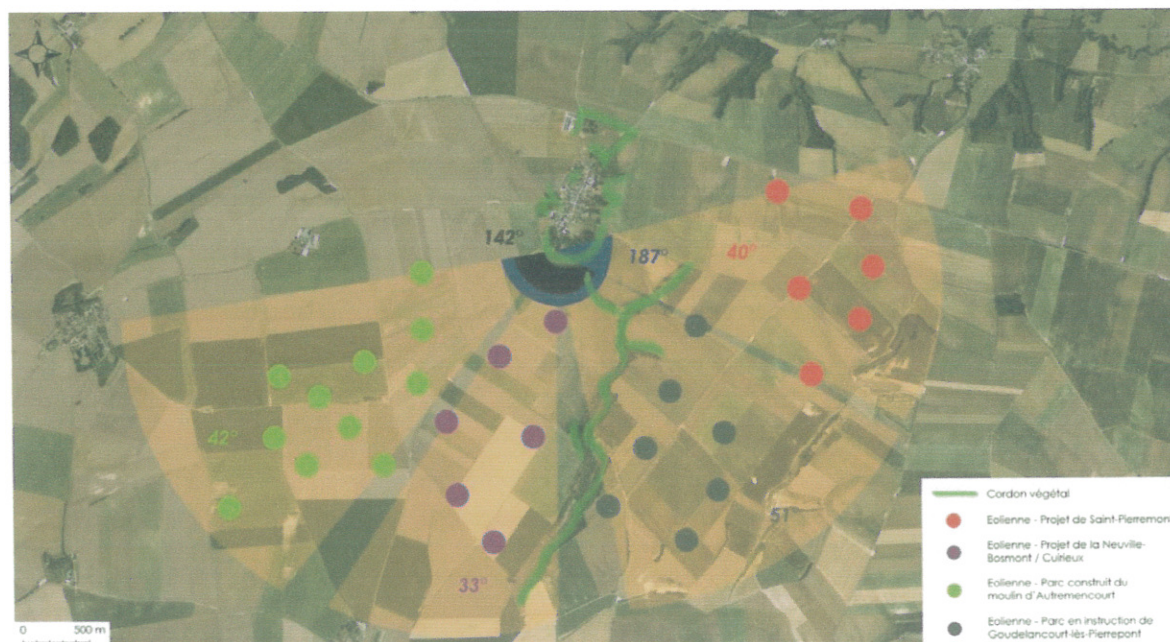 N
142°
187°
40°
42°
33°
51
0 500 m
Cordon végétal
Eolienne - Projet de Saint-Pierremon
Eolienne - Projet de la Neuville-
Bosmont / Cuirieux
Eolienne - Parc construit du
moulin d'Autremencourt
Eolienne - Parc en instruction de
Goudelancourt-lès-Pierrepont